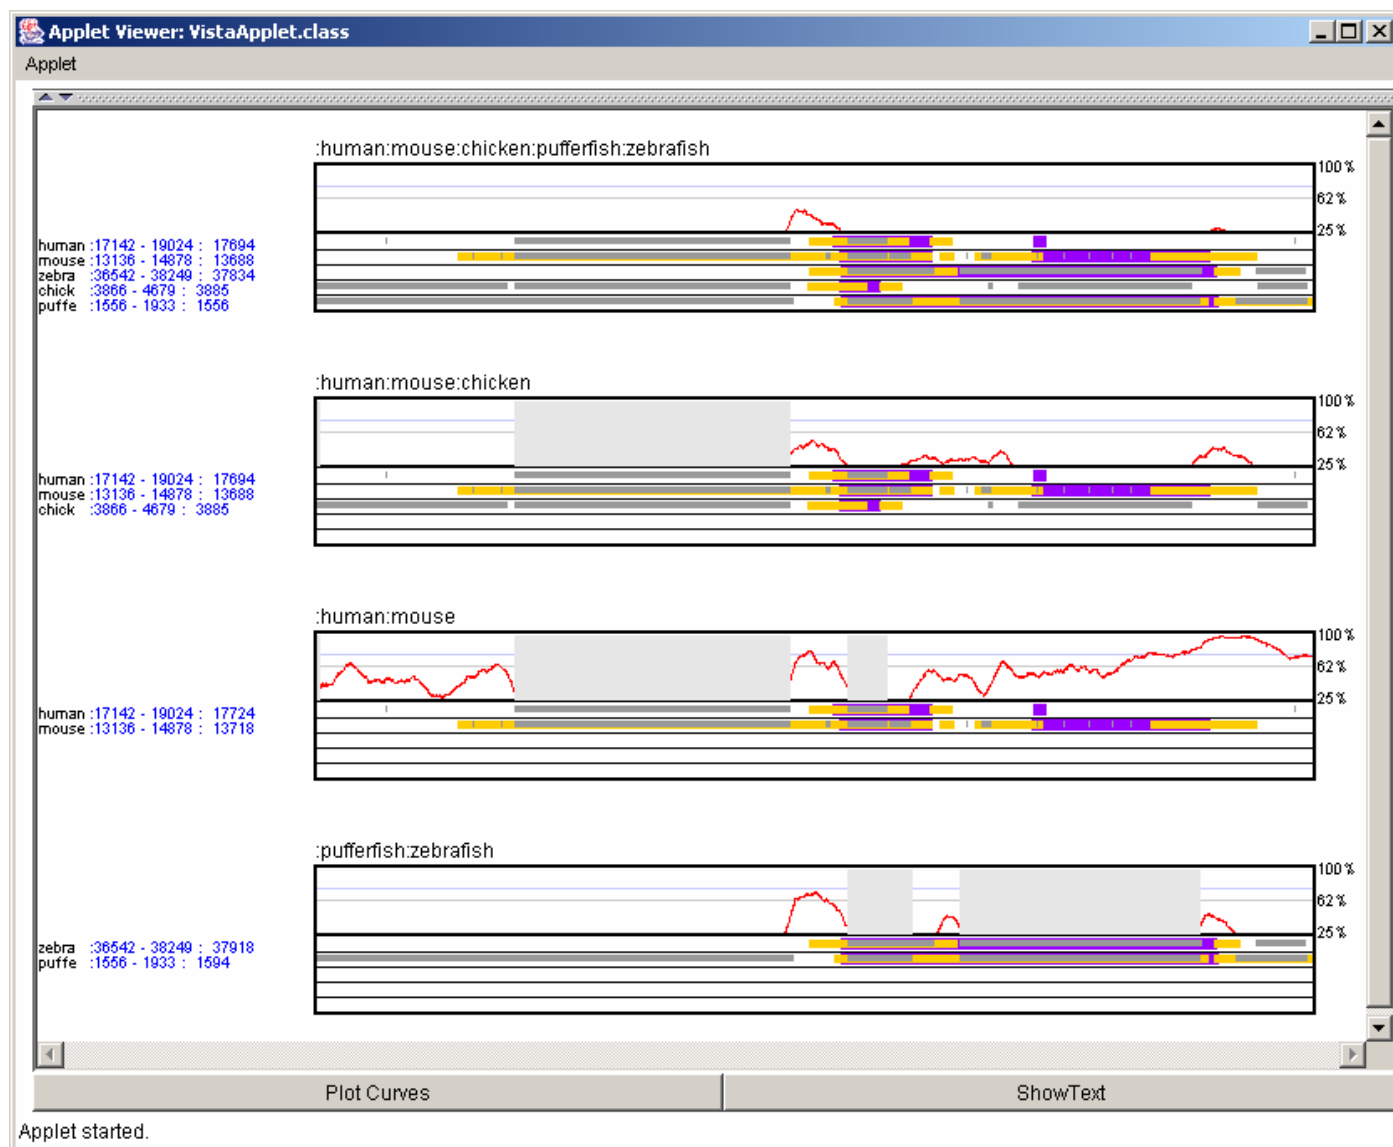 Applet Viewer: VistaApplet.class
Applet
:human:mouse:chicken:pufferfish:zebrafish
100%
62%
25%
human :17142 - 19024 : 17694
mouse :13136 - 14878 : 13688
zebra :36542 - 38249 : 37834
chick :3866 - 4679 : 3885
puffe :1556 - 1933 : 1556
:human:mouse:chicken
100%
62%
25%
human :17142 - 19024 : 17694
mouse :13136 - 14878 : 13688
chick :3866 - 4679 : 3885
:human:mouse
100%
62%
25%
human :17142 - 19024 : 17724
mouse :13136 - 14878 : 13718
:pufferfish:zebrafish
100%
62%
25%
zebra :36542 - 38249 : 37918
puffe :1556 - 1933 : 1594
Plot Curves
ShowText
Applet started.